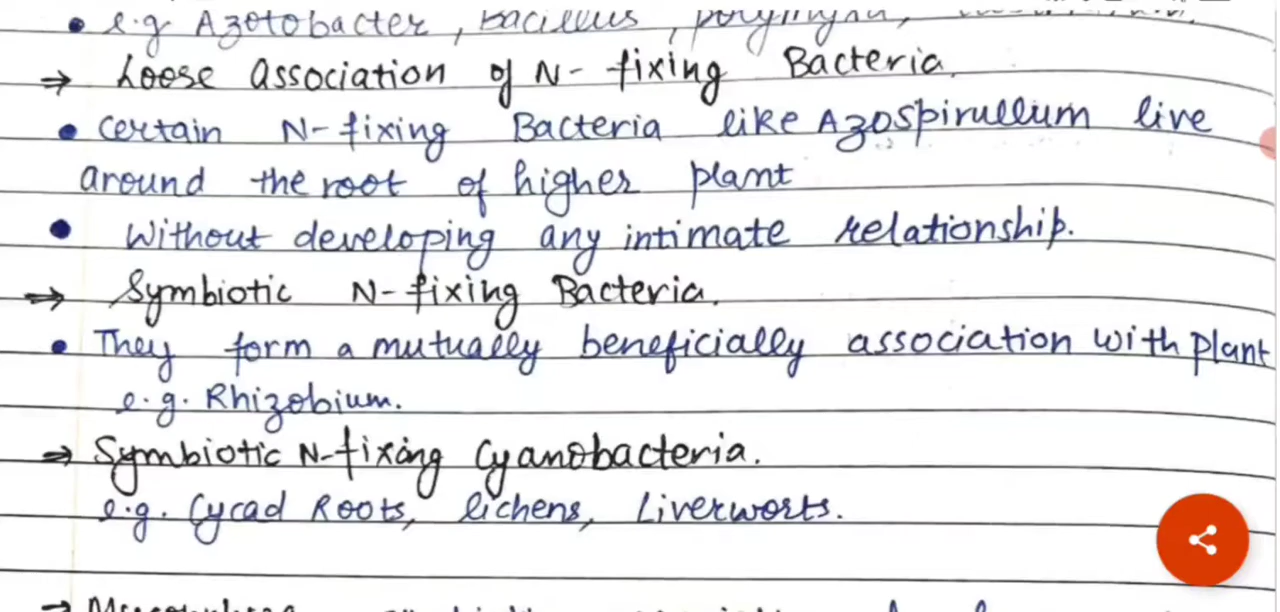 • e.g Azotobacter, Bacillus, polymyxa,
⇒ Loose association of N- fixing Bacteria.
• certain N-fixing Bacteria like Azospirullum live
around the root of higher plant
• Without developing any intimate relationship.
⇒ Symbiotic N-fixing Bacteria.
• They form a mutually beneficially association with plant
e.g. Rhizobium.
⇒ Symbiotic N-fixing Cyanobacteria.
e.g. Cycad Roots, lichens, Liverworts.